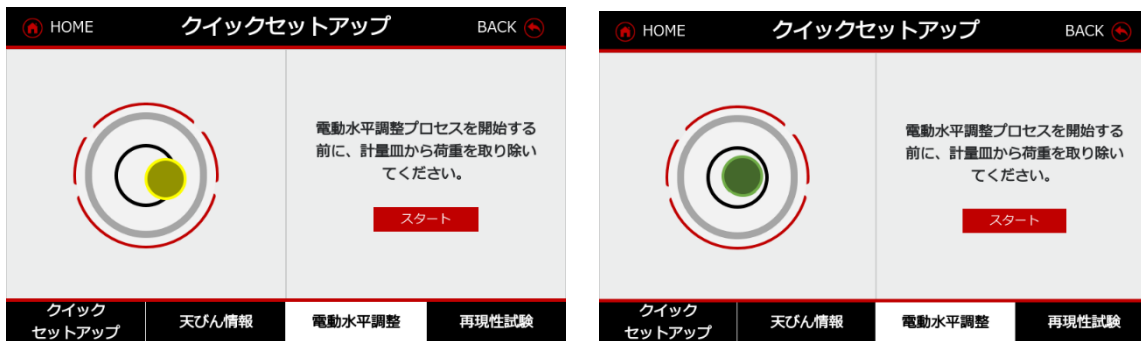 HOME クイックセットアップ BACK
電動水平調整プロセスを開始する
前に、計量皿から荷重を取り除い
てください。
スタート
クイック
セットアップ 天びん情報 電動水平調整 再現性試験
HOME クイックセットアップ BACK
電動水平調整プロセスを開始する
前に、計量皿から荷重を取り除い
てください。
スタート
クイック
セットアップ 天びん情報 電動水平調整 再現性試験